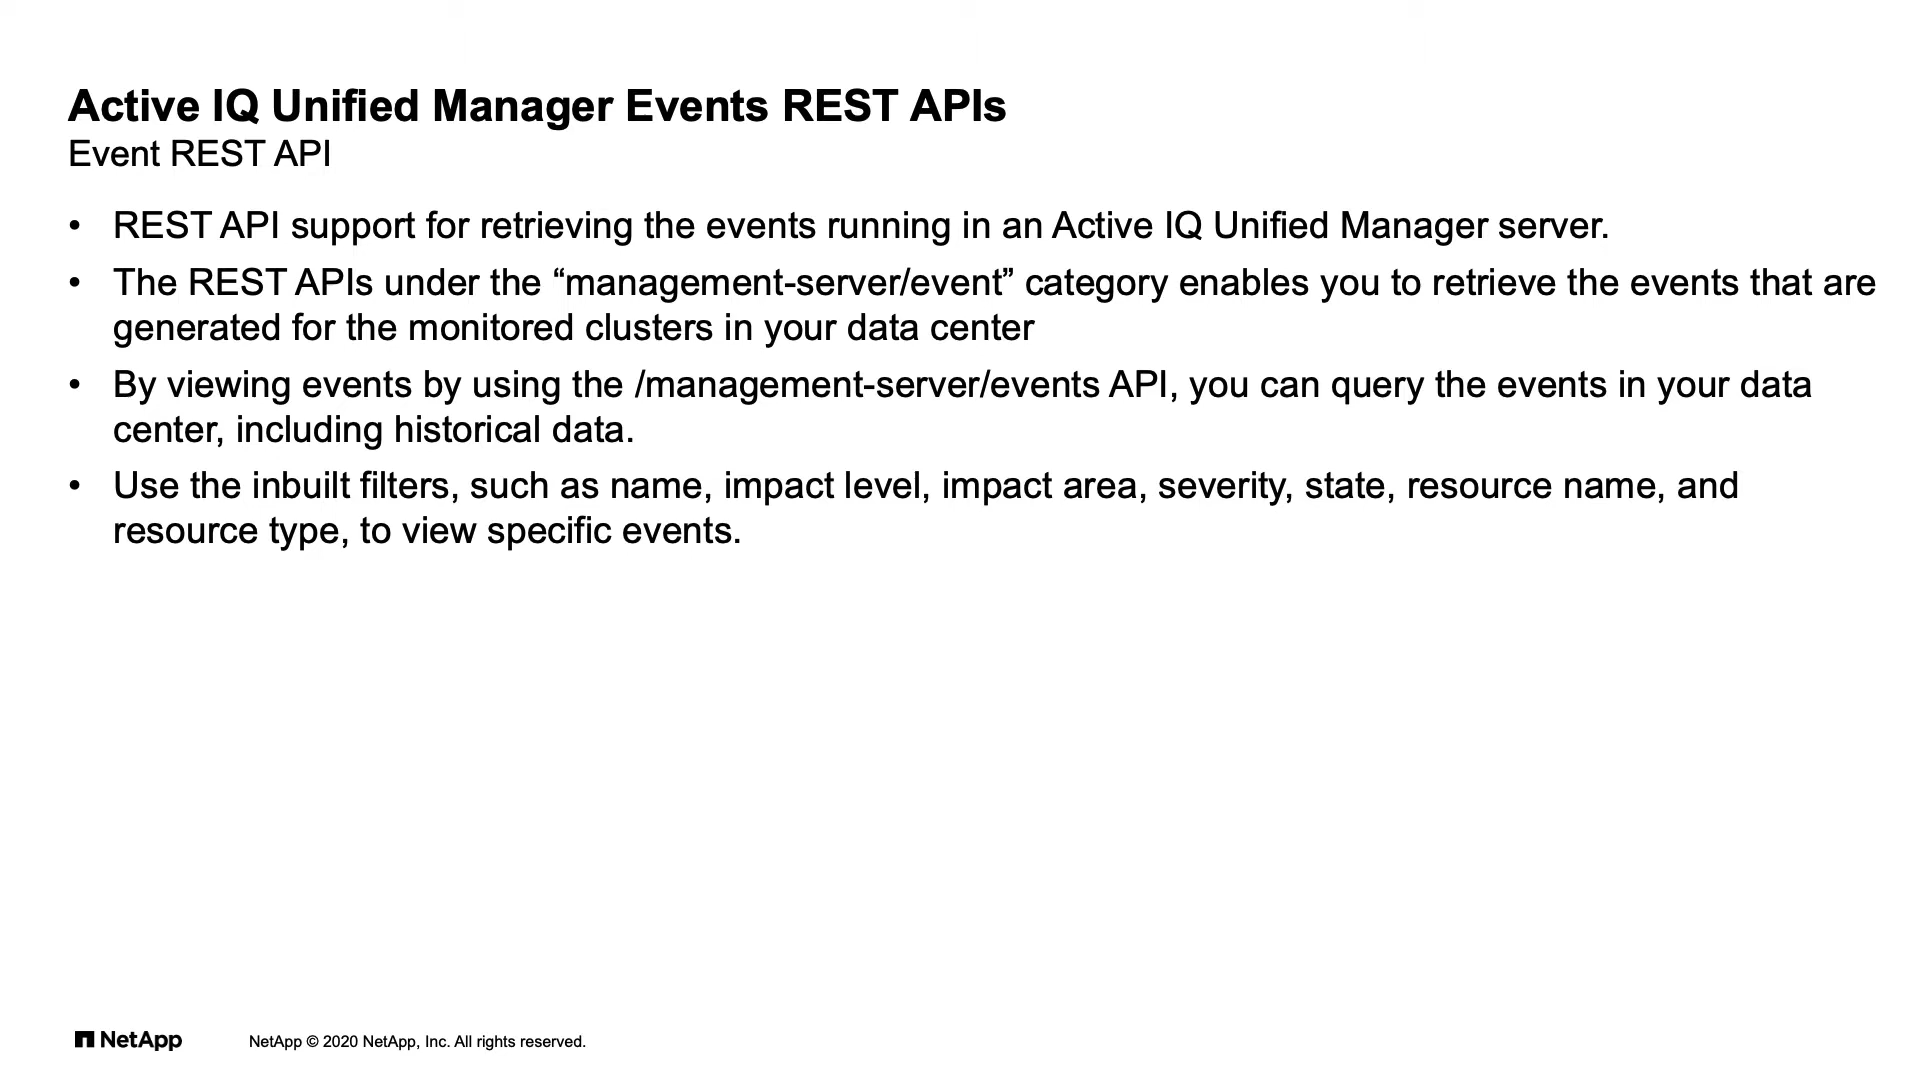 Active IQ Unified Manager Events REST APIs
Event REST API
• REST API support for retrieving the events running in an Active IQ Unified Manager server.
• The REST APIs under the “management-server/event” category enables you to retrieve the events that are
generated for the monitored clusters in your data center
• By viewing events by using the /management-server/events API, you can query the events in your data
center, including historical data.
• Use the inbuilt filters, such as name, impact level, impact area, severity, state, resource name, and
resource type, to view specific events.
NetApp
NetApp © 2020 NetApp, Inc. All rights reserved.